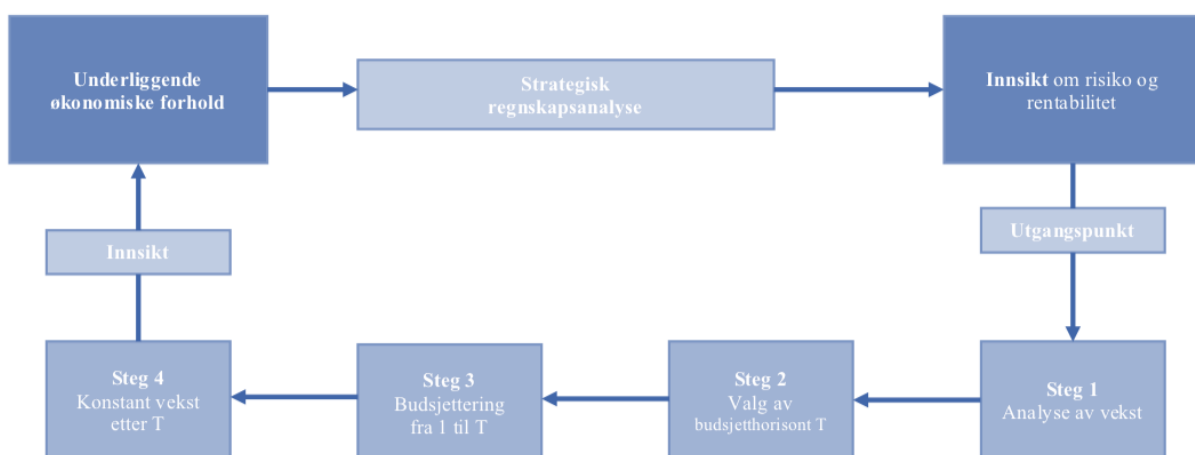 Underliggende
økonomiske forhold
Strategisk
regnskapsanalyse
Innsikt om risiko og
rentabilitet
Innsikt
Utgangspunkt
Steg 4
Konstant vekst
etter T
Steg 3
Budsjettering
fra 1 til T
Steg 2
Valg av
budsjetthorisont T
Steg 1
Analyse av vekst